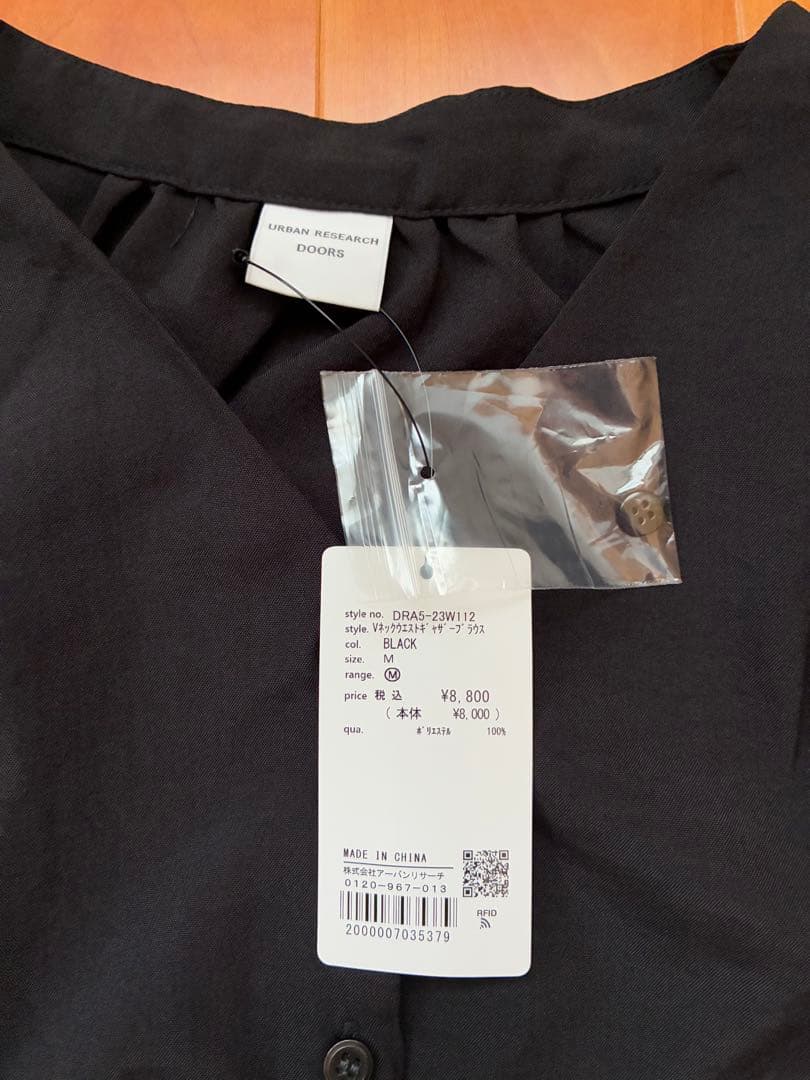 URBAN RESEARCH
DOORS
style no. DRA5-23W112
style. Vﾈｯｸｳｴｽﾄｷﾞｬｻﾞｰﾌﾞﾗｳｽ
col. BLACK
size. M
range. Ⓜ
price 税込 ¥8,800
( 本体 ¥8,000 )
qua. ﾎﾟﾘｴｽﾃﾙ 100%
MADE IN CHINA
株式会社アーバンリサーチ
0120-967-013
RFID
2000007035379